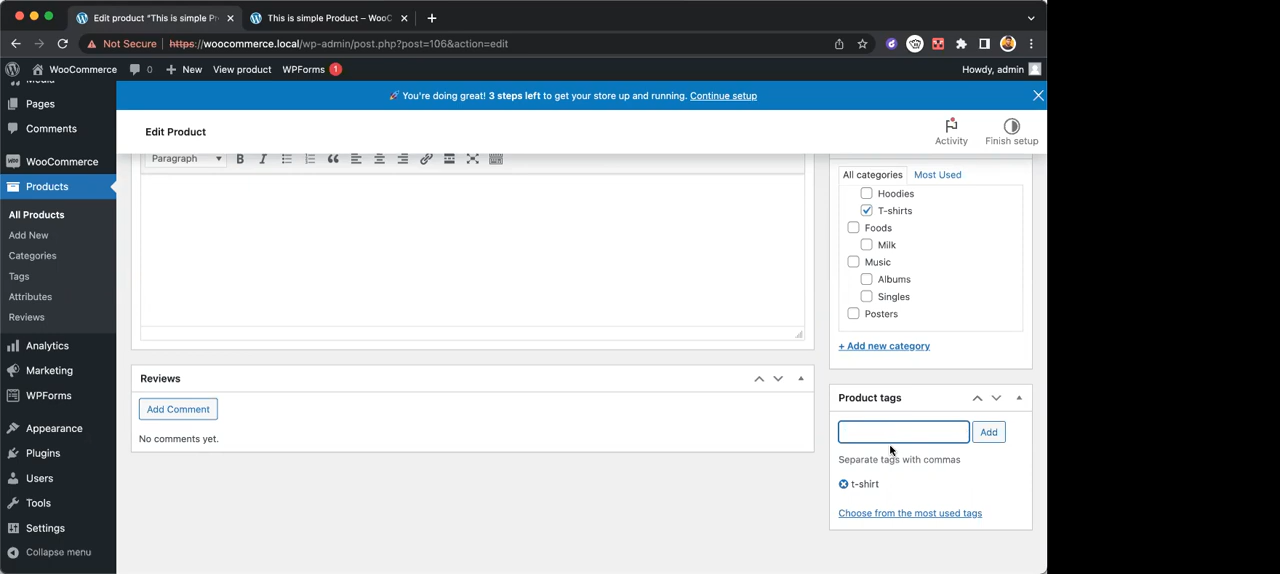 Edit product "This is simple Pr
This is simple Product – WooC
Not Secure
https://woocommerce.local/wp-admin/post.php?post=106&action=edit
WooCommerce
0
New
View product
WPForms
1
Howdy, admin
Media
Pages
Comments
WooCommerce
Products
All Products
Add New
Categories
Tags
Attributes
Reviews
Analytics
Marketing
WPForms
Appearance
Plugins
Users
Tools
Settings
Collapse menu
🚀 You're doing great! 3 steps left to get your store up and running. Continue setup
Edit Product
Activity
Finish setup
Paragraph
B
I
Reviews
Add Comment
No comments yet.
All categories
Most Used
Hoodies
T-shirts
Foods
Milk
Music
Albums
Singles
Posters
+ Add new category
Product tags
Add
Separate tags with commas
t-shirt
Choose from the most used tags